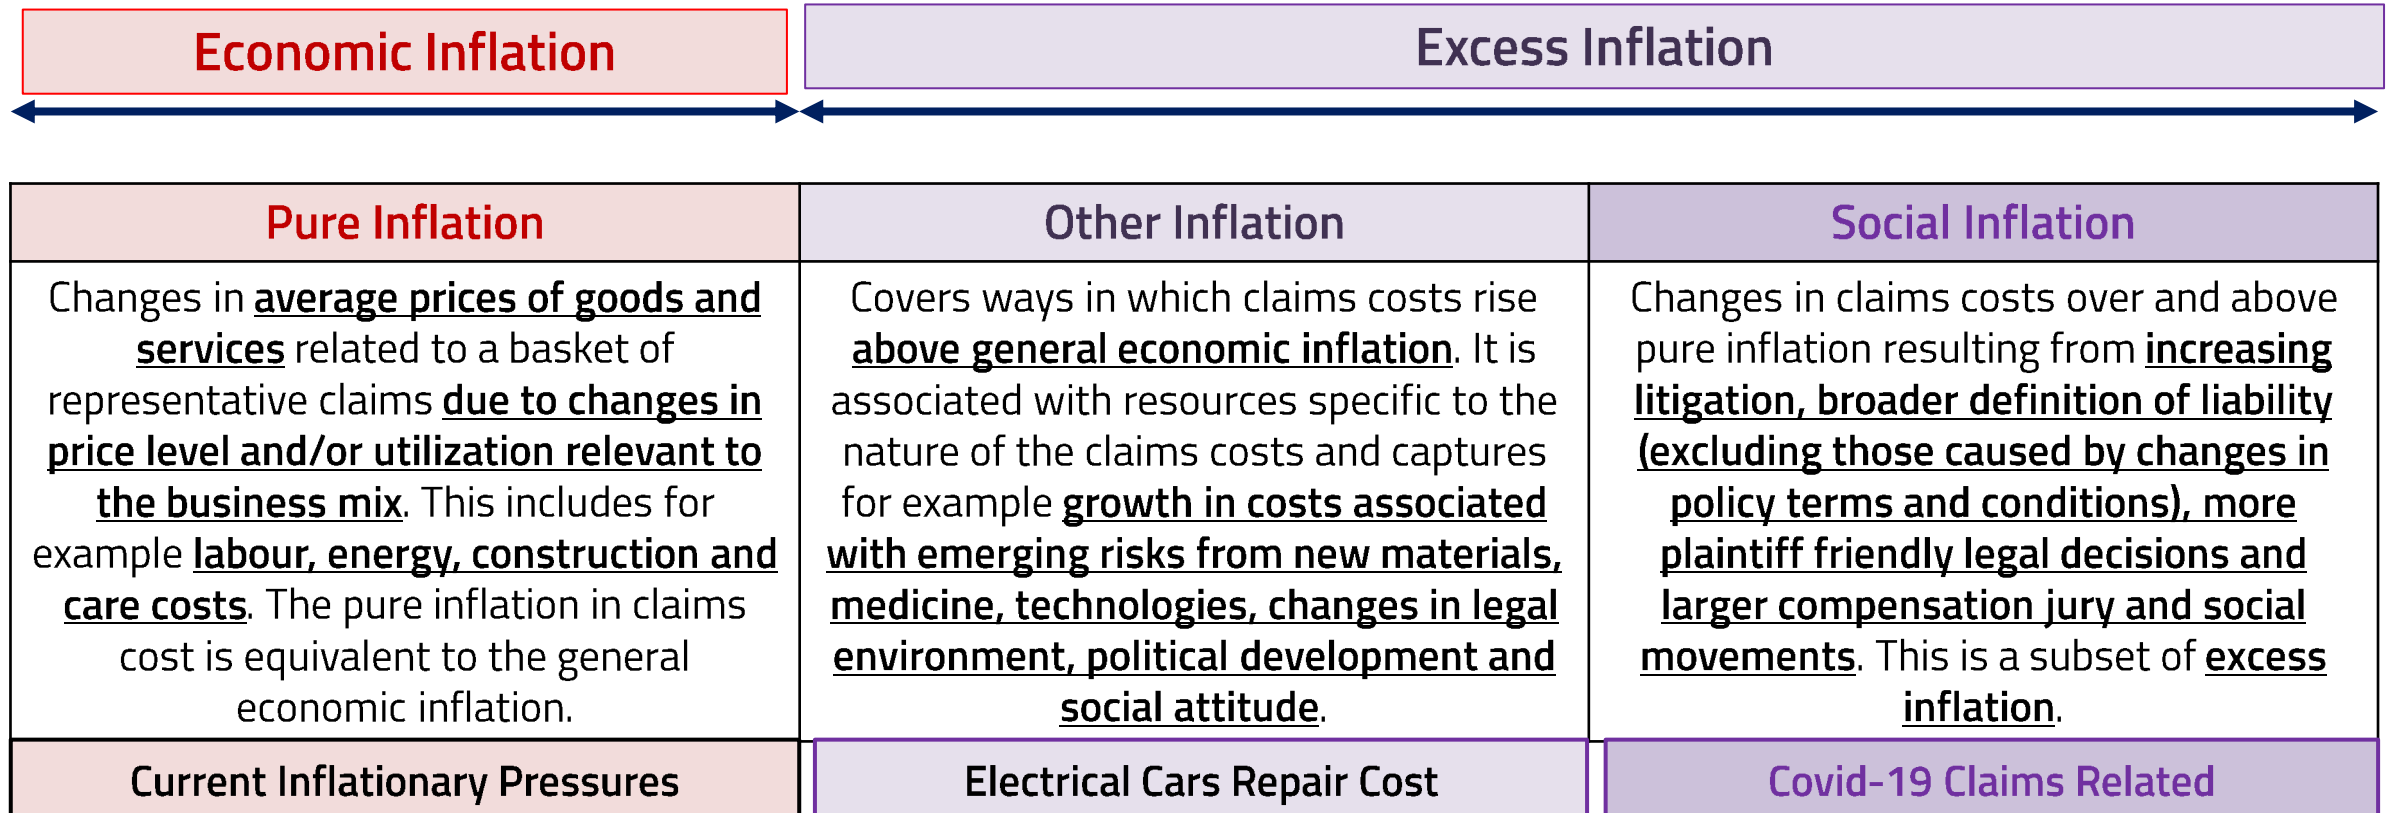 Economic Inflation
Excess Inflation
Pure Inflation
Changes in average prices of goods and
services related to a basket of
representative claims due to changes in
price level and/or utilization relevant to
the business mix. This includes for
example labour, energy, construction and
care costs. The pure inflation in claims
cost is equivalent to the general
economic inflation.
Current Inflationary Pressures
Other Inflation
Covers ways in which claims costs rise
above general economic inflation. It is
associated with resources specific to the
nature of the claims costs and captures
for example growth in costs associated
with emerging risks from new materials,
medicine, technologies, changes in legal
environment, political development and
social attitude.
Electrical Cars Repair Cost
Social Inflation
Changes in claims costs over and above
pure inflation resulting from increasing
litigation, broader definition of liability
(excluding those caused by changes in
policy terms and conditions), more
plaintiff friendly legal decisions and
larger compensation jury and social
movements. This is a subset of excess
inflation.
Covid-19 Claims Related